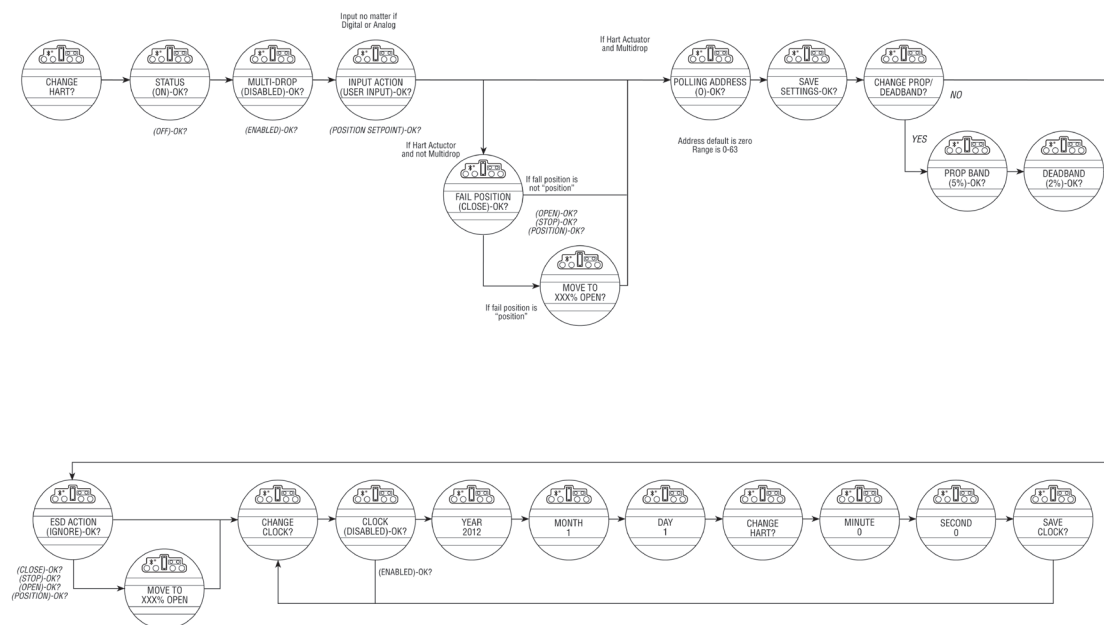 Input no matter if
Digital or Analog
If Hart Actuator
and Multidrop
CHANGE
HART?
STATUS
(ON)-OK?
MULTI-DROP
(DISABLED)-OK?
INPUT ACTION
(USER INPUT)-OK?
POLLING ADDRESS
(0)-OK?
SAVE
SETTINGS-OK?
CHANGE PROP/
DEADBAND?
NO
(OFF)-OK?
(ENABLED)-OK?
(POSITION SETPOINT)-OK?
Address default is zero
Range is 0-63
YES
If Hart Actuctor
and not Multidrop
FAIL POSITION
(CLOSE)-OK?
If fall position is
not "position"
(OPEN)-OK?
(STOP)-OK?
(POSITION)-OK?
PROP BAND
(5%)-OK?
DEADBAND
(2%)-OK?
MOVE TO
XXX% OPEN?
If fail position is
"position"
ESD ACTION
(IGNORE)-OK?
CHANGE
CLOCK?
CLOCK
(DISABLED)-OK?
YEAR
2012
MONTH
1
DAY
1
CHANGE
HART?
MINUTE
0
SECOND
0
SAVE
CLOCK?
(CLOSE)-OK?
(STOP)-OK?
(OPEN)-OK?
(POSITION)-OK?
MOVE TO
XXX% OPEN
(ENABLED)-OK?